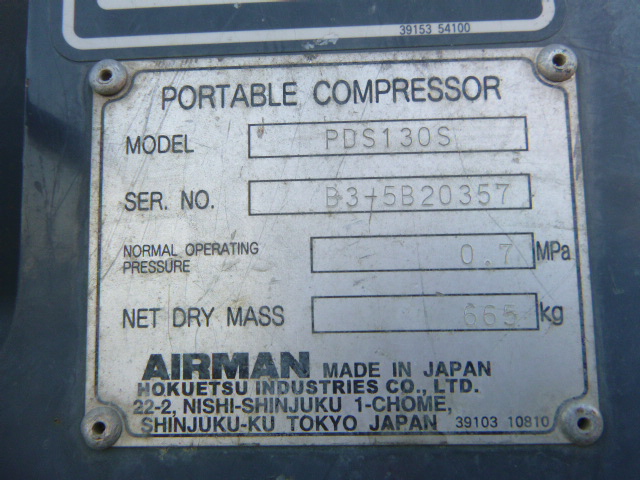 39153 54100
PORTABLE COMPRESSOR
MODEL PDS130S
SER. NO. B3-5B20357
NORMAL OPERATING
PRESSURE 0.7 MPa
NET DRY MASS 665 kg
AIRMAN MADE IN JAPAN
HOKUETSU INDUSTRIES CO., LTD.
22-2, NISHI-SHINJUKU 1-CHOME,
SHINJUKU-KU TOKYO JAPAN 39103 10810